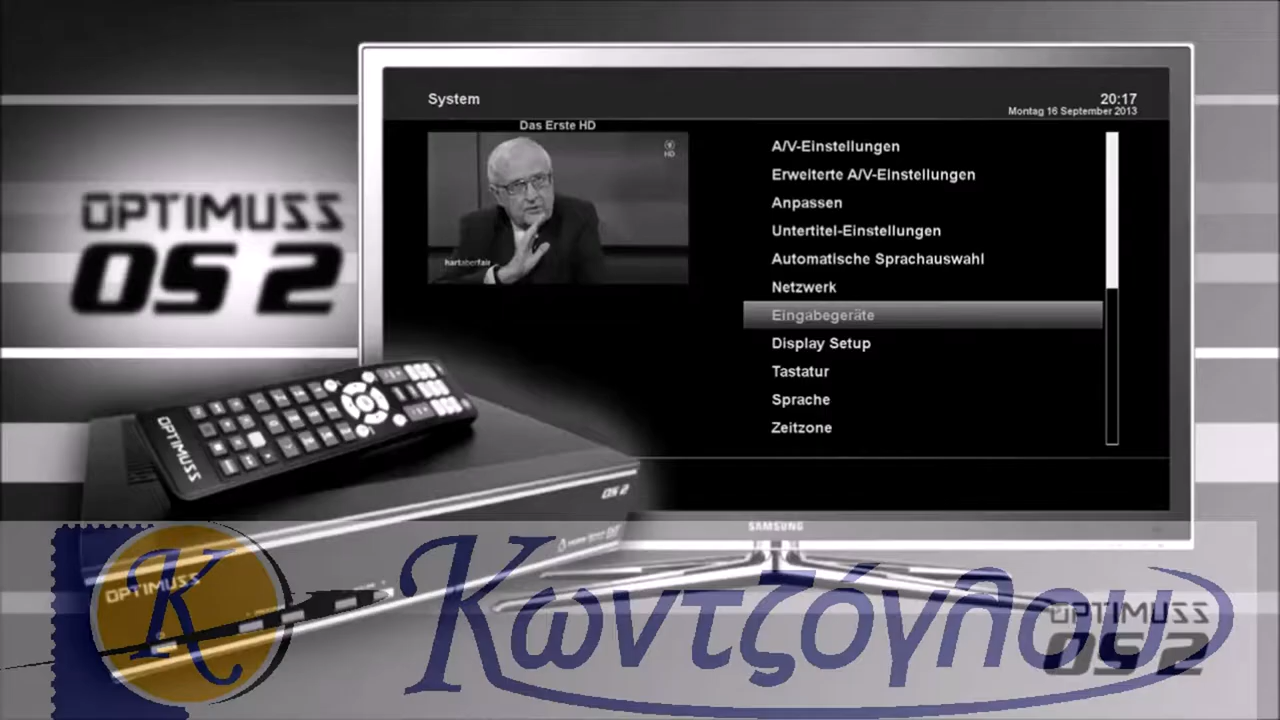 System
20:17
Montag 16 September 2013
Das Erste HD
HD
hartaberfair
A/V-Einstellungen
Erweiterte A/V-Einstellungen
Anpassen
Untertitel-Einstellungen
Automatische Sprachauswahl
Netzwerk
Eingabegeräte
Display Setup
Tastatur
Sprache
Zeitzone
OPTIMUSS
OS 2
OPTIMUSS
OS 2
SAMSUNG
OPTIMUSS
K
Κωντζόγλου
OPTIMUSS
OS 2